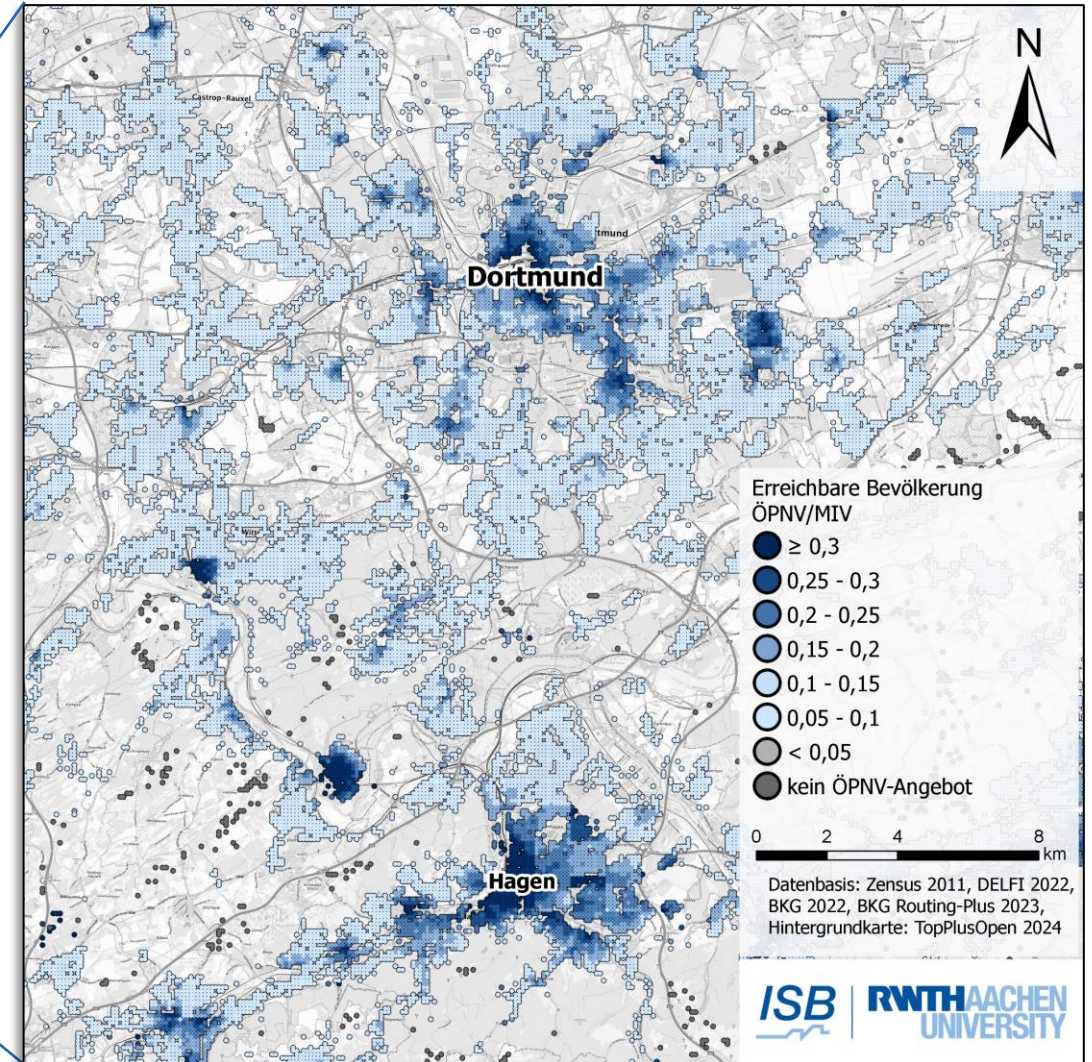 N
Castrop-Rauxel
tmund
Dortmund
Hagen
Erreichbare Bevölkerung
ÖPNV/MIV
≥ 0,3
0,25 - 0,3
0,2 - 0,25
0,15 - 0,2
0,1 - 0,15
0,05 - 0,1
< 0,05
kein ÖPNV-Angebot
0 2 4 8
km
Datenbasis: Zensus 2011, DELFI 2022,
BKG 2022, BKG Routing-Plus 2023,
Hintergrundkarte: TopPlusOpen 2024
ISB RWTHAACHEN
UNIVERSITY